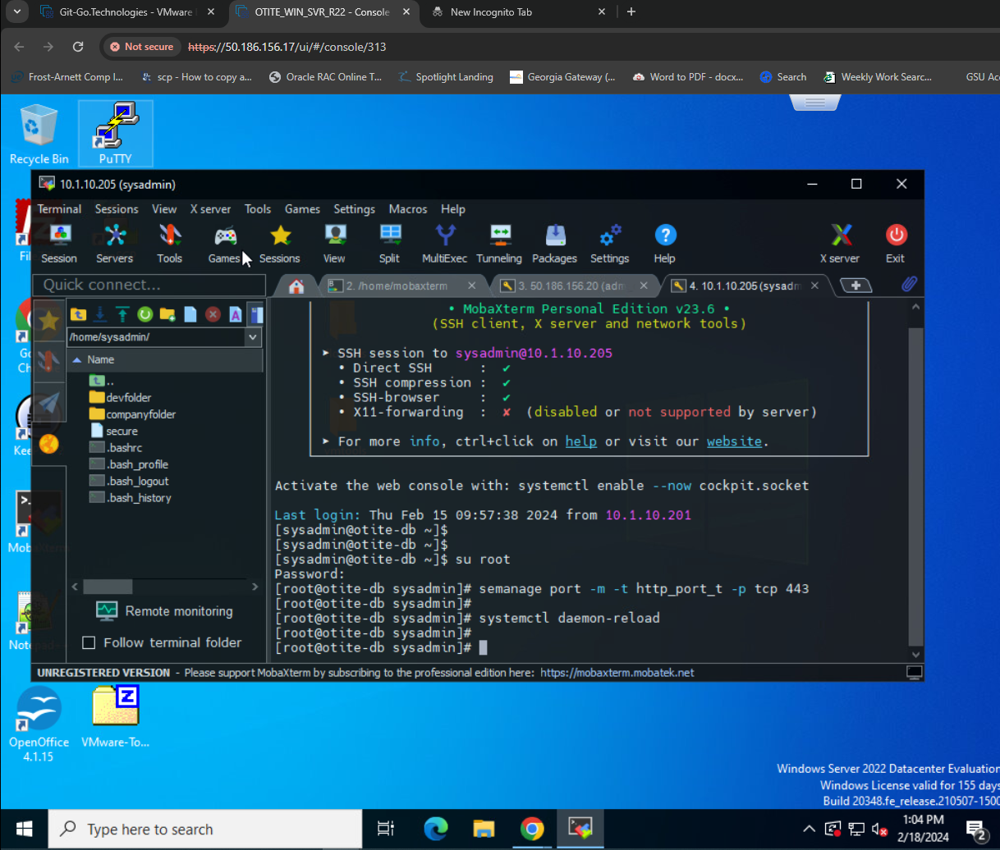 Git-Go.Technologies - VMware
OTITE_WIN_SVR_R22 - Console
New Incognito Tab
Not secure
https://50.186.156.17/ui/#/console/313
Frost-Arnett Comp I...
scp - How to copy a...
Oracle RAC Online T...
Spotlight Landing
Georgia Gateway (...
Word to PDF - docx...
Search
Weekly Work Searc...
GSU Acc
Recycle Bin
PuTTY
10.1.10.205 (sysadmin)
Terminal Sessions View X server Tools Games Settings Macros Help
Session Servers Tools Games Sessions View Split MultiExec Tunneling Packages Settings Help X server Exit
Quick connect...
2. /home/mobaxterm
3. 50.186.156.20 (adm
4. 10.1.10.205 (sysadm
/home/sysadmin/
Name
..
devfolder
companyfolder
secure
.bashrc
.bash_profile
.bash_logout
.bash_history
Remote monitoring
Follow terminal folder
• MobaXterm Personal Edition v23.6 •
(SSH client, X server and network tools)
➤ SSH session to sysadmin@10.1.10.205
• Direct SSH : ✔
• SSH compression : ✔
• SSH-browser : ✔
• X11-forwarding : ✘ (disabled or not supported by server)
➤ For more info, ctrl+click on help or visit our website.
Activate the web console with: systemctl enable --now cockpit.socket
Last login: Thu Feb 15 09:57:38 2024 from 10.1.10.201
[sysadmin@otite-db ~]$
[sysadmin@otite-db ~]$
[sysadmin@otite-db ~]$ su root
Password:
[root@otite-db sysadmin]# semanage port -m -t http_port_t -p tcp 443
[root@otite-db sysadmin]#
[root@otite-db sysadmin]# systemctl daemon-reload
[root@otite-db sysadmin]#
[root@otite-db sysadmin]#
UNREGISTERED VERSION - Please support MobaXterm by subscribing to the professional edition here: https://mobaxterm.mobatek.net
OpenOffice
4.1.15
VMware-To...
Windows Server 2022 Datacenter Evaluation
Windows License valid for 155 days
Build 20348.fe_release.210507-1500
Type here to search
1:04 PM
2/18/2024
2